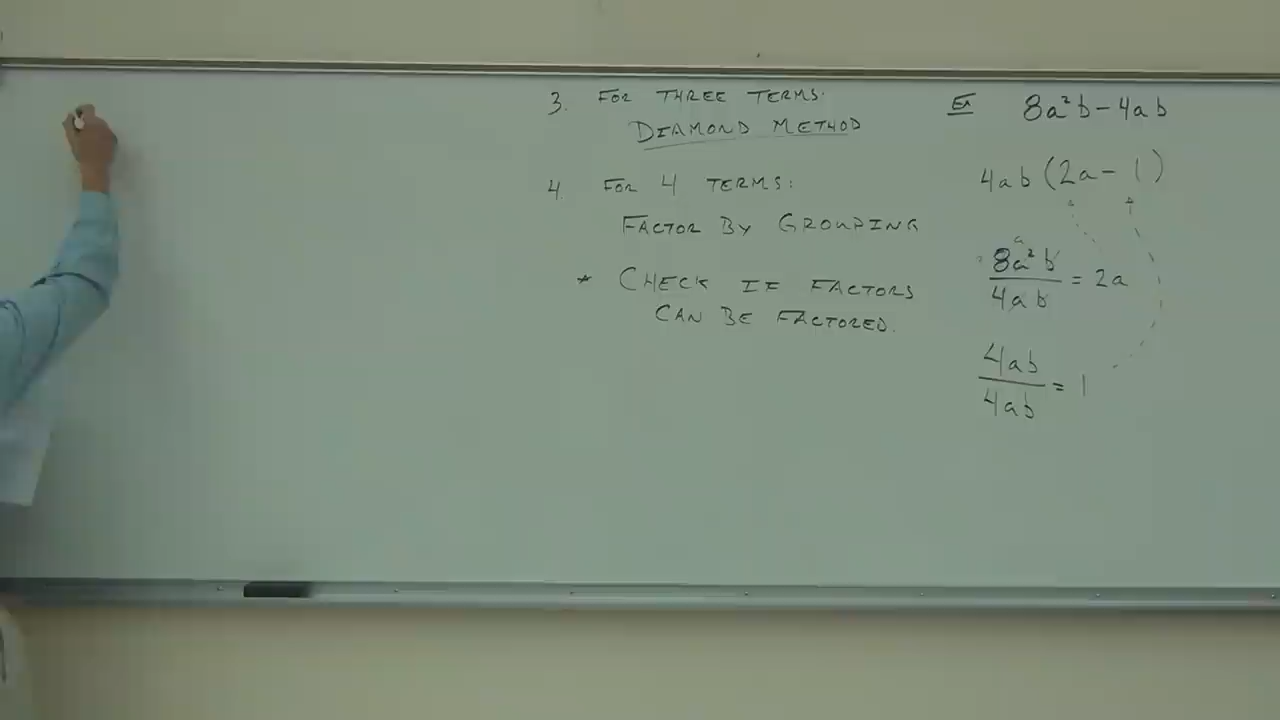 3. FOR THREE TERMS:
DIAMOND METHOD
4. FOR 4 TERMS:
FACTOR BY GROUPING
* CHECK IF FACTORS
CAN BE FACTORED.
Ex 8a²b - 4ab
4ab (2a - 1)
8a²b / 4ab = 2a
4ab / 4ab = 1